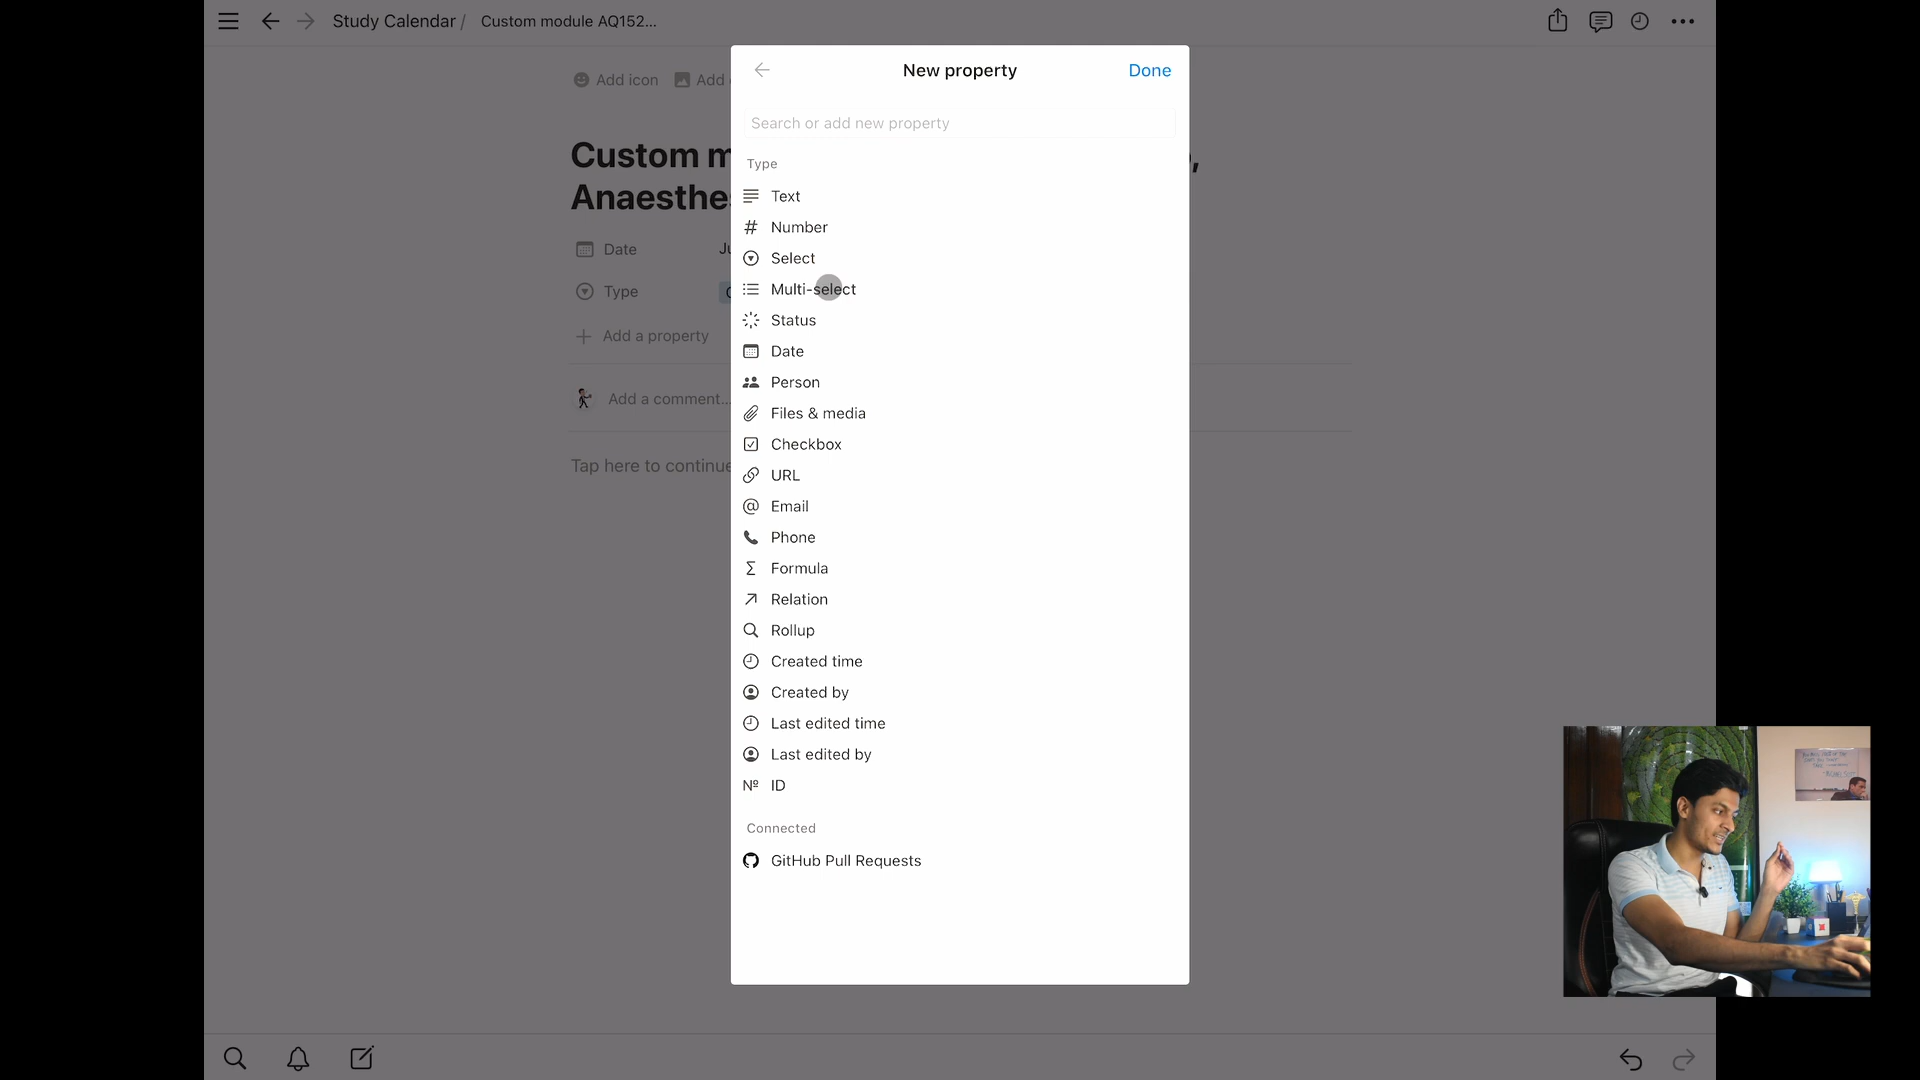 Study Calendar / Custom module AQ152...
New property
Done
Add icon
Add
Search or add new property
Custom m
,
Anaesthe
Type
Text
Number
Select
Multi-select
Status
Date
Person
Files & media
Checkbox
URL
Email
Phone
Formula
Relation
Rollup
Created time
Created by
Last edited time
Last edited by
Nº ID
Connected
GitHub Pull Requests
Date
Type
Add a property
Add a comment...
Tap here to continue